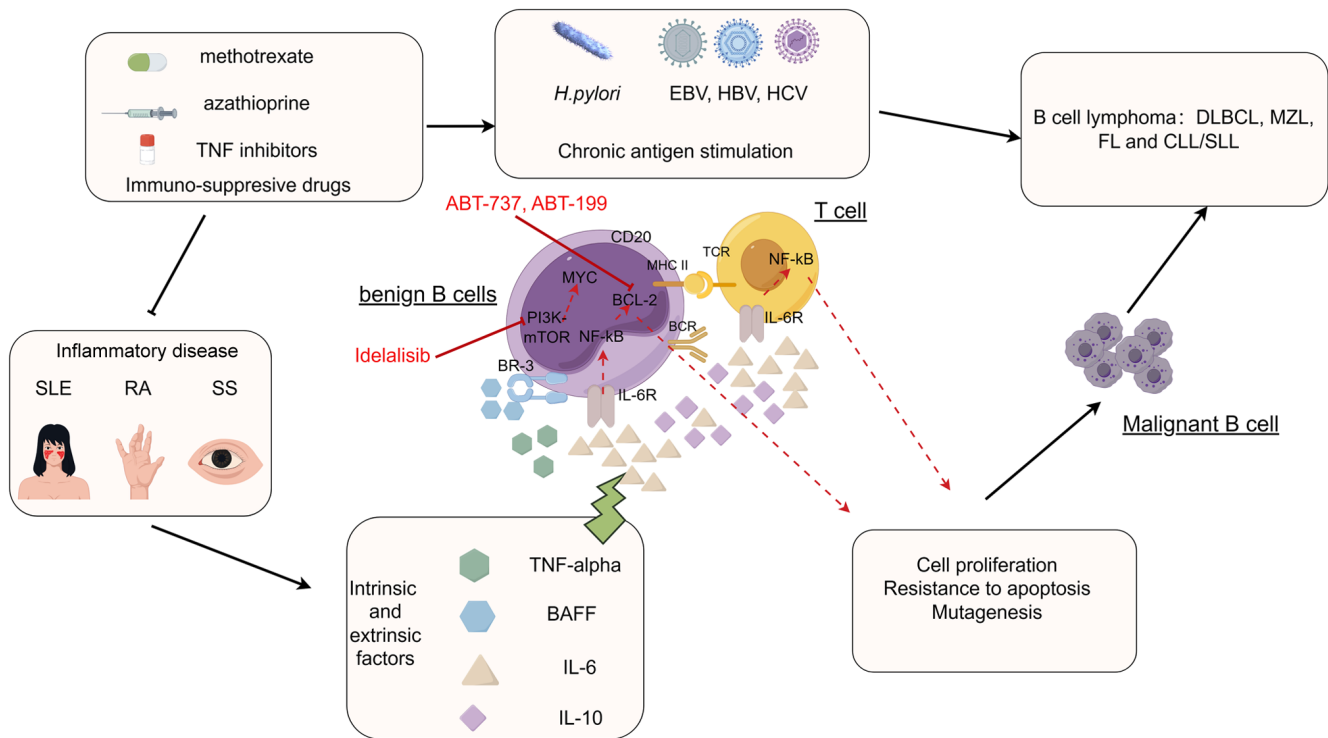 methotrexate
azathioprine
TNF inhibitors
Immuno-suppresive drugs
H.pylori
EBV, HBV, HCV
Chronic antigen stimulation
B cell lymphoma: DLBCL, MZL,
FL and CLL/SLL
ABT-737, ABT-199
T cell
CD20
TCR
MHC II
NF-kB
MYC
benign B cells
BCL-2
PI3K-
mTOR
NF-kB
BCR
IL-6R
Idelalisib
BR-3
IL-6R
Inflammatory disease
SLE
RA
SS
Malignant B cell
Intrinsic
and
extrinsic
factors
TNF-alpha
BAFF
IL-6
IL-10
Cell proliferation
Resistance to apoptosis
Mutagenesis